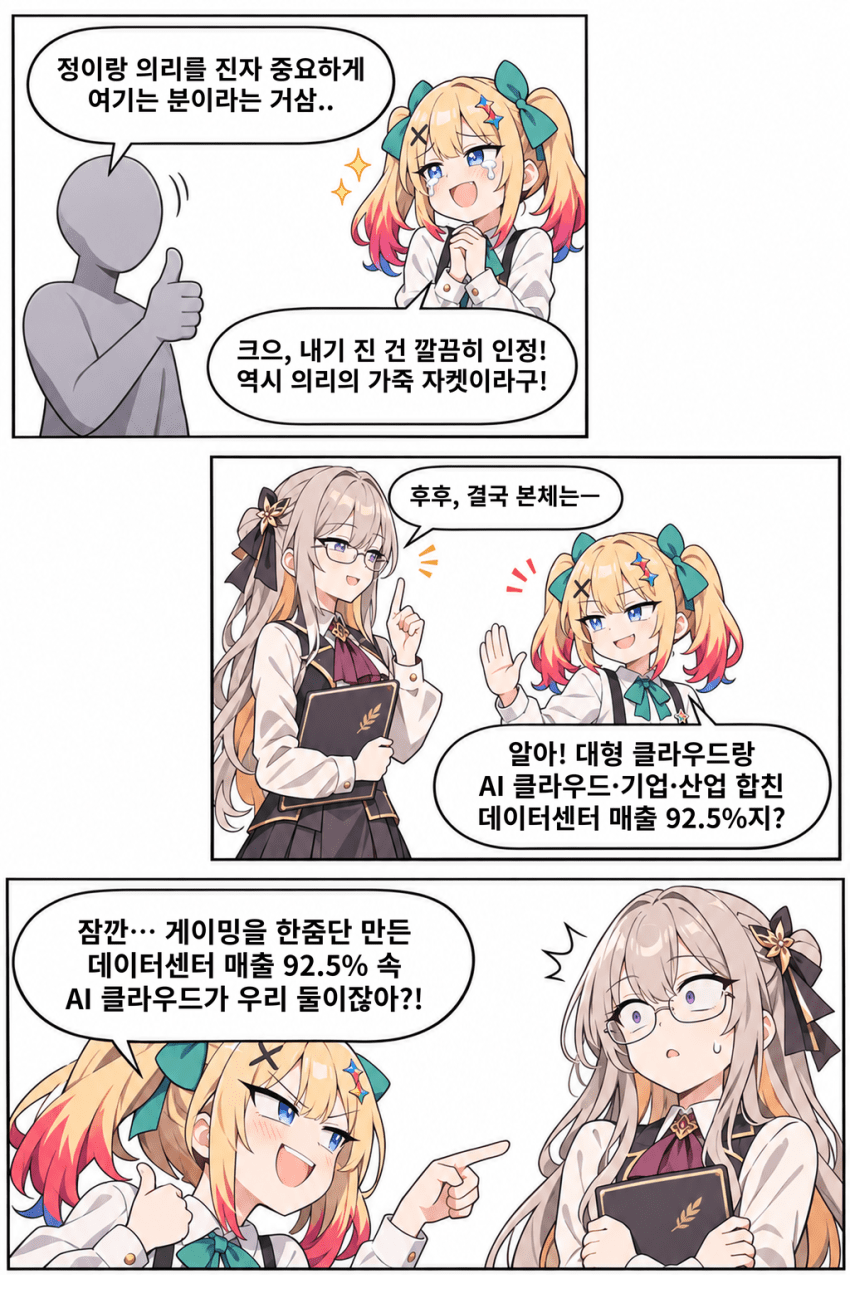 정이랑 의리를 진자 중요하게
여기는 분이라는 거삼..
크으, 내기 진 건 깔끔히 인정!
역시 의리의 가죽 자켓이라구!
후후, 결국 본체는—
알아! 대형 클라우드랑
AI 클라우드·기업·산업 합친
데이터센터 매출 92.5%지?
잠깐… 게이밍을 한줌단 만든
데이터센터 매출 92.5% 속
AI 클라우드가 우리 둘이잖아?!